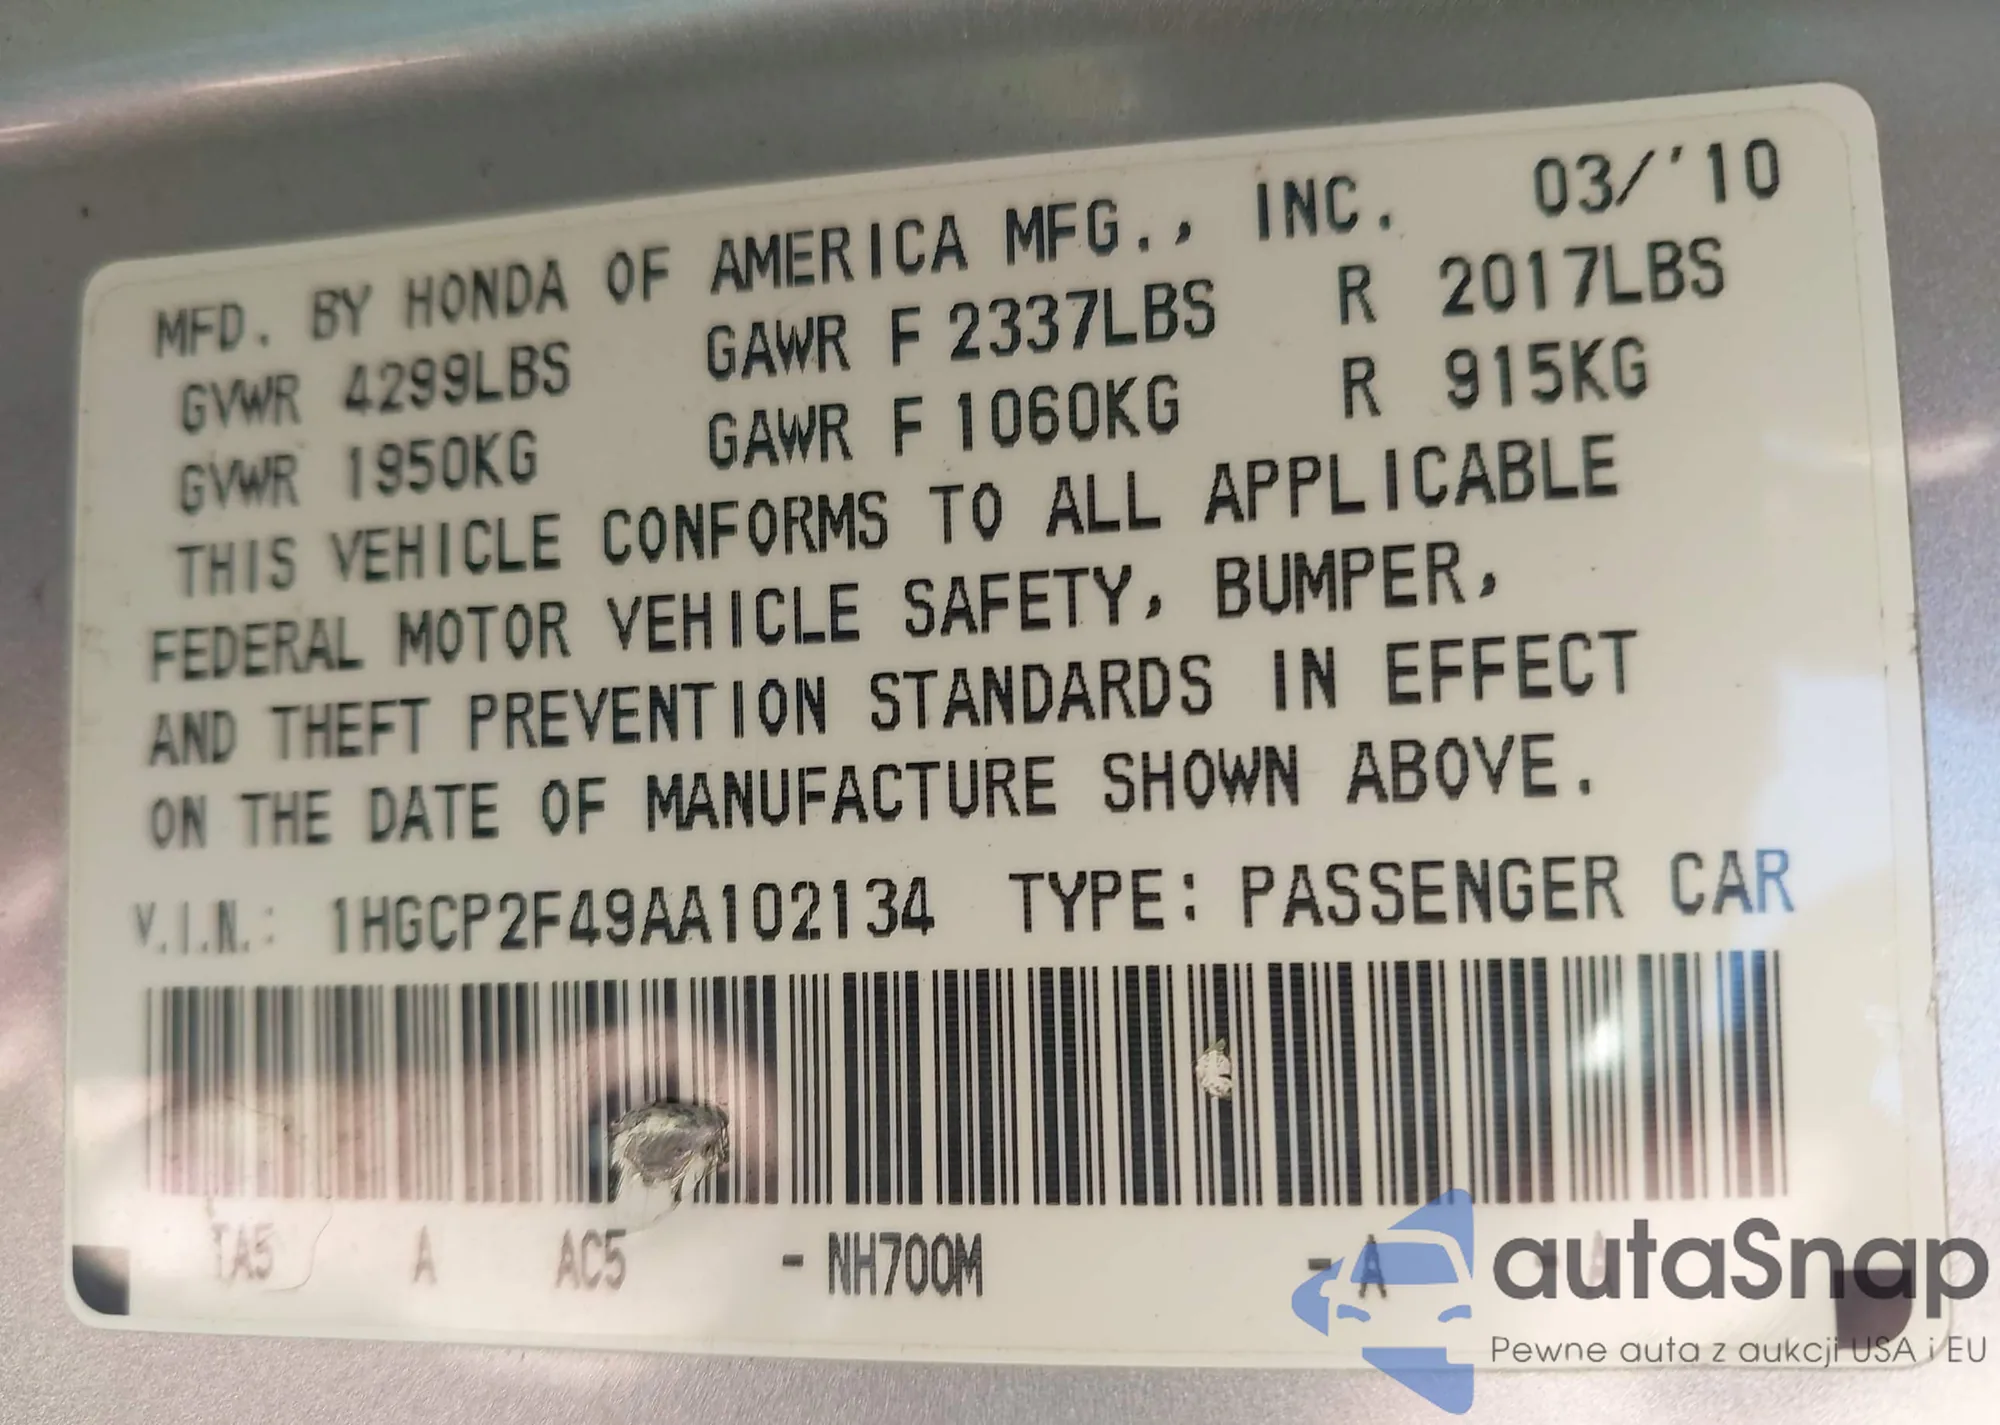 MFD. BY HONDA OF AMERICA MFG., INC. 03/'10
GVWR 4299LBS GAWR F 2337LBS R 2017LBS
GVWR 1950KG GAWR F 1060KG R 915KG
THIS VEHICLE CONFORMS TO ALL APPLICABLE
FEDERAL MOTOR VEHICLE SAFETY, BUMPER,
AND THEFT PREVENTION STANDARDS IN EFFECT
ON THE DATE OF MANUFACTURE SHOWN ABOVE.
V.I.N.: 1HGCP2F49AA102134 TYPE: PASSENGER CAR
TA5 A AC5 - NH700M - A - A
autaSnap
Pewne auta z aukcji USA i EU